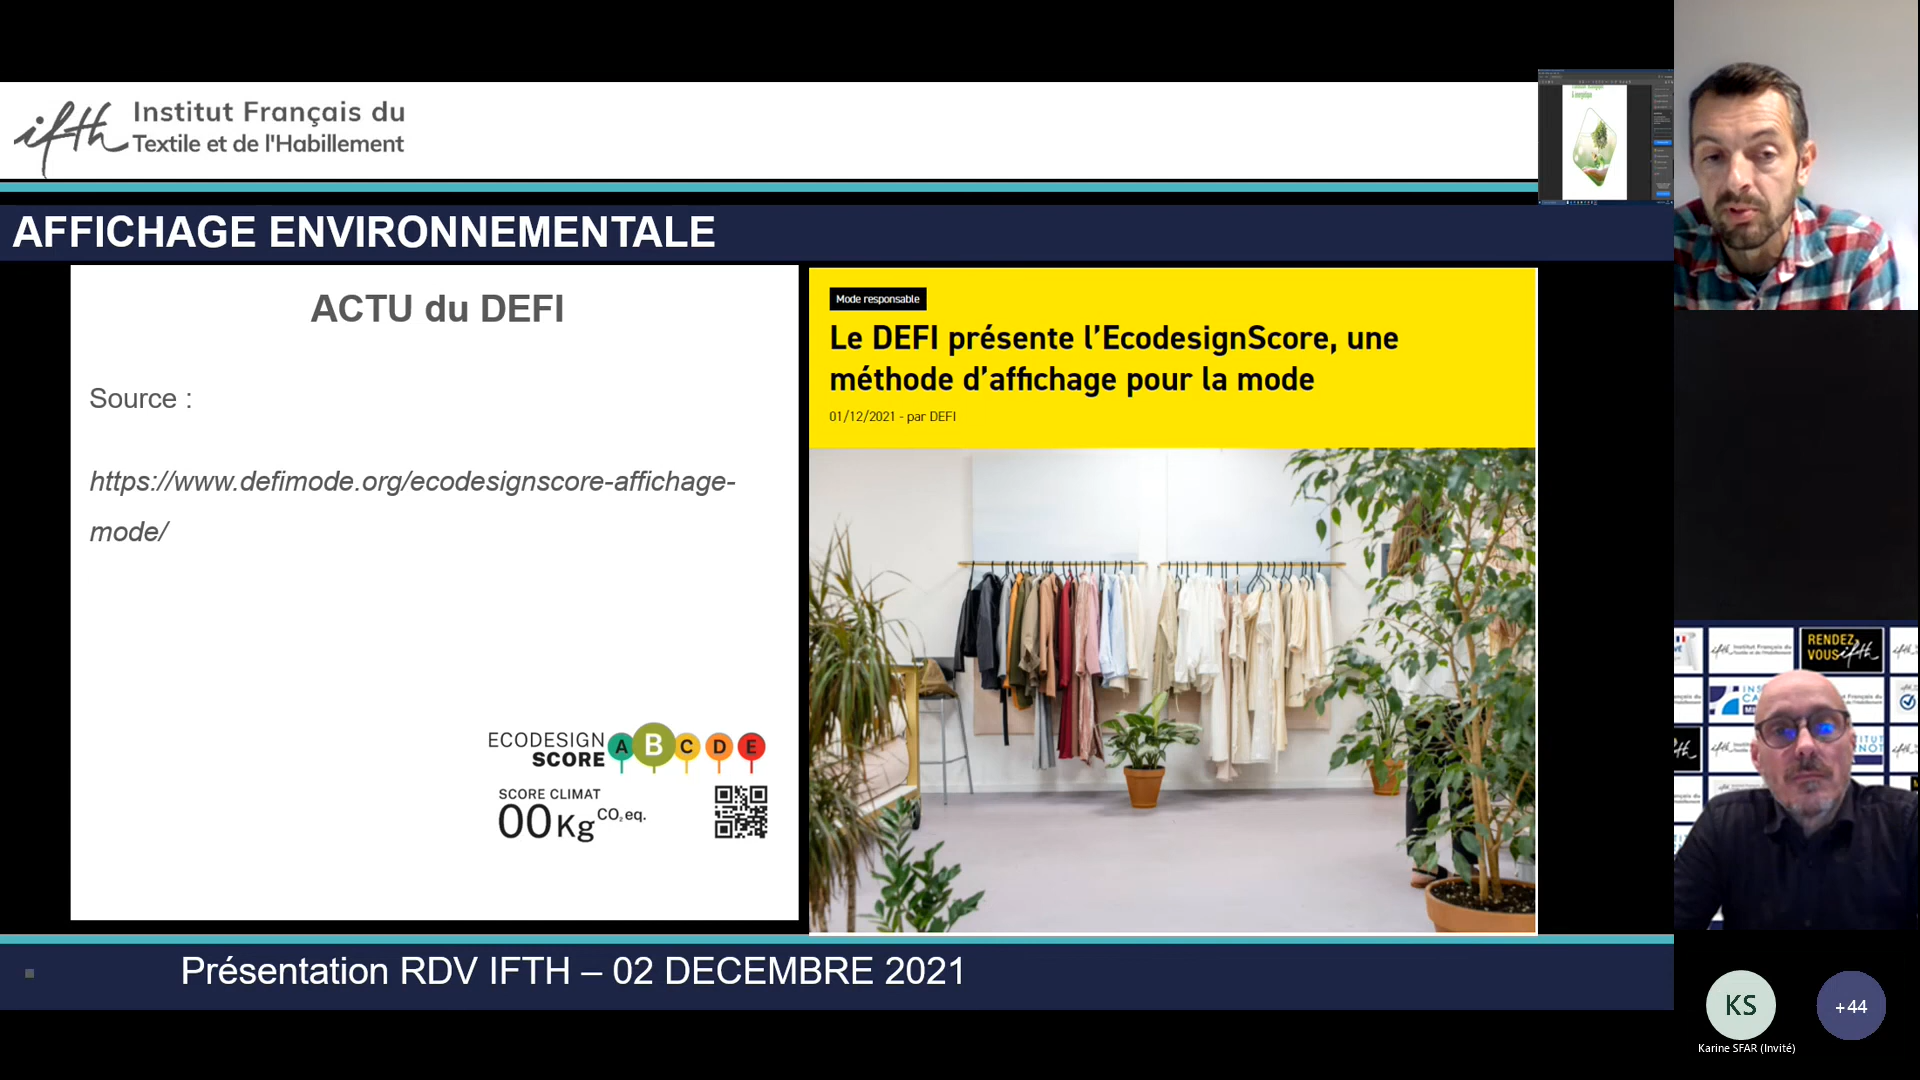 ifth Institut Français du
Textile et de l'Habillement
AFFICHAGE ENVIRONNEMENTALE
ACTU du DEFI
Source :
https://www.defimode.org/ecodesignscore-affichage-
mode/
ECODESIGN
SCORE
A B C D E
SCORE CLIMAT
00 Kg CO₂ eq.
Mode responsable
Le DEFI présente l’EcodesignScore, une
méthode d’affichage pour la mode
01/12/2021 - par DEFI
Présentation RDV IFTH – 02 DECEMBRE 2021
RENDEZ
VOUS ifth
KS
Karine SFAR (Invité)
+44